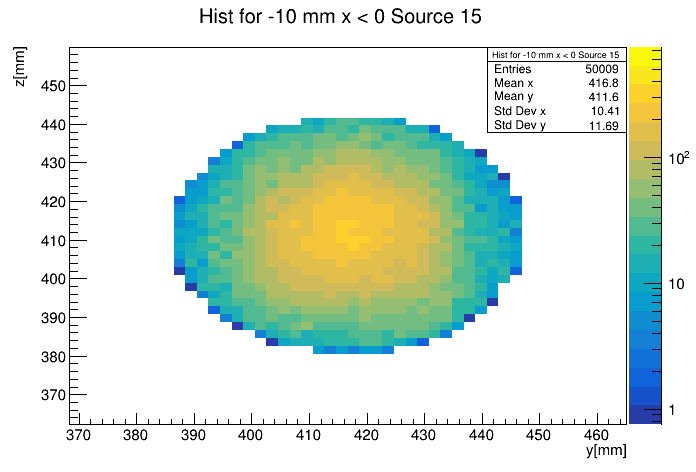 Hist for -10 mm x < 0 Source 15
z[mm]
Hist for -10 mm x < 0 Source 15
Entries 50009
Mean x 416.8
Mean y 411.6
Std Dev x 10.41
Std Dev y 11.69
450
440
430
420
410
400
390
380
370
10²
10
1
370 380 390 400 410 420 430 440 450 460
y[mm]